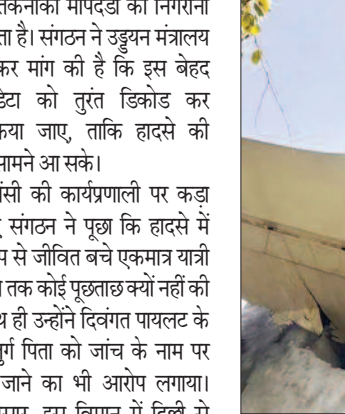 तकनीकी मापदंडों की निगरानी
ता है। संगठन ने उड्डयन मंत्रालय
कर मांग की है कि इस बेहद
डेटा को तुरंत डिकोड कर
किया जाए, ताकि हादसे की
सामने आ सके।
की कार्यप्रणाली पर कड़ा
संगठन ने पूछा कि हादसे में
से जीवित बचे एकमात्र यात्री
तक कोई पूछताछ क्यों नहीं की
ही उन्होंने दिवंगत पायलट के
पिता को जांच के नाम पर
जाने का भी आरोप लगाया।
इस विमान में दिल्ली से